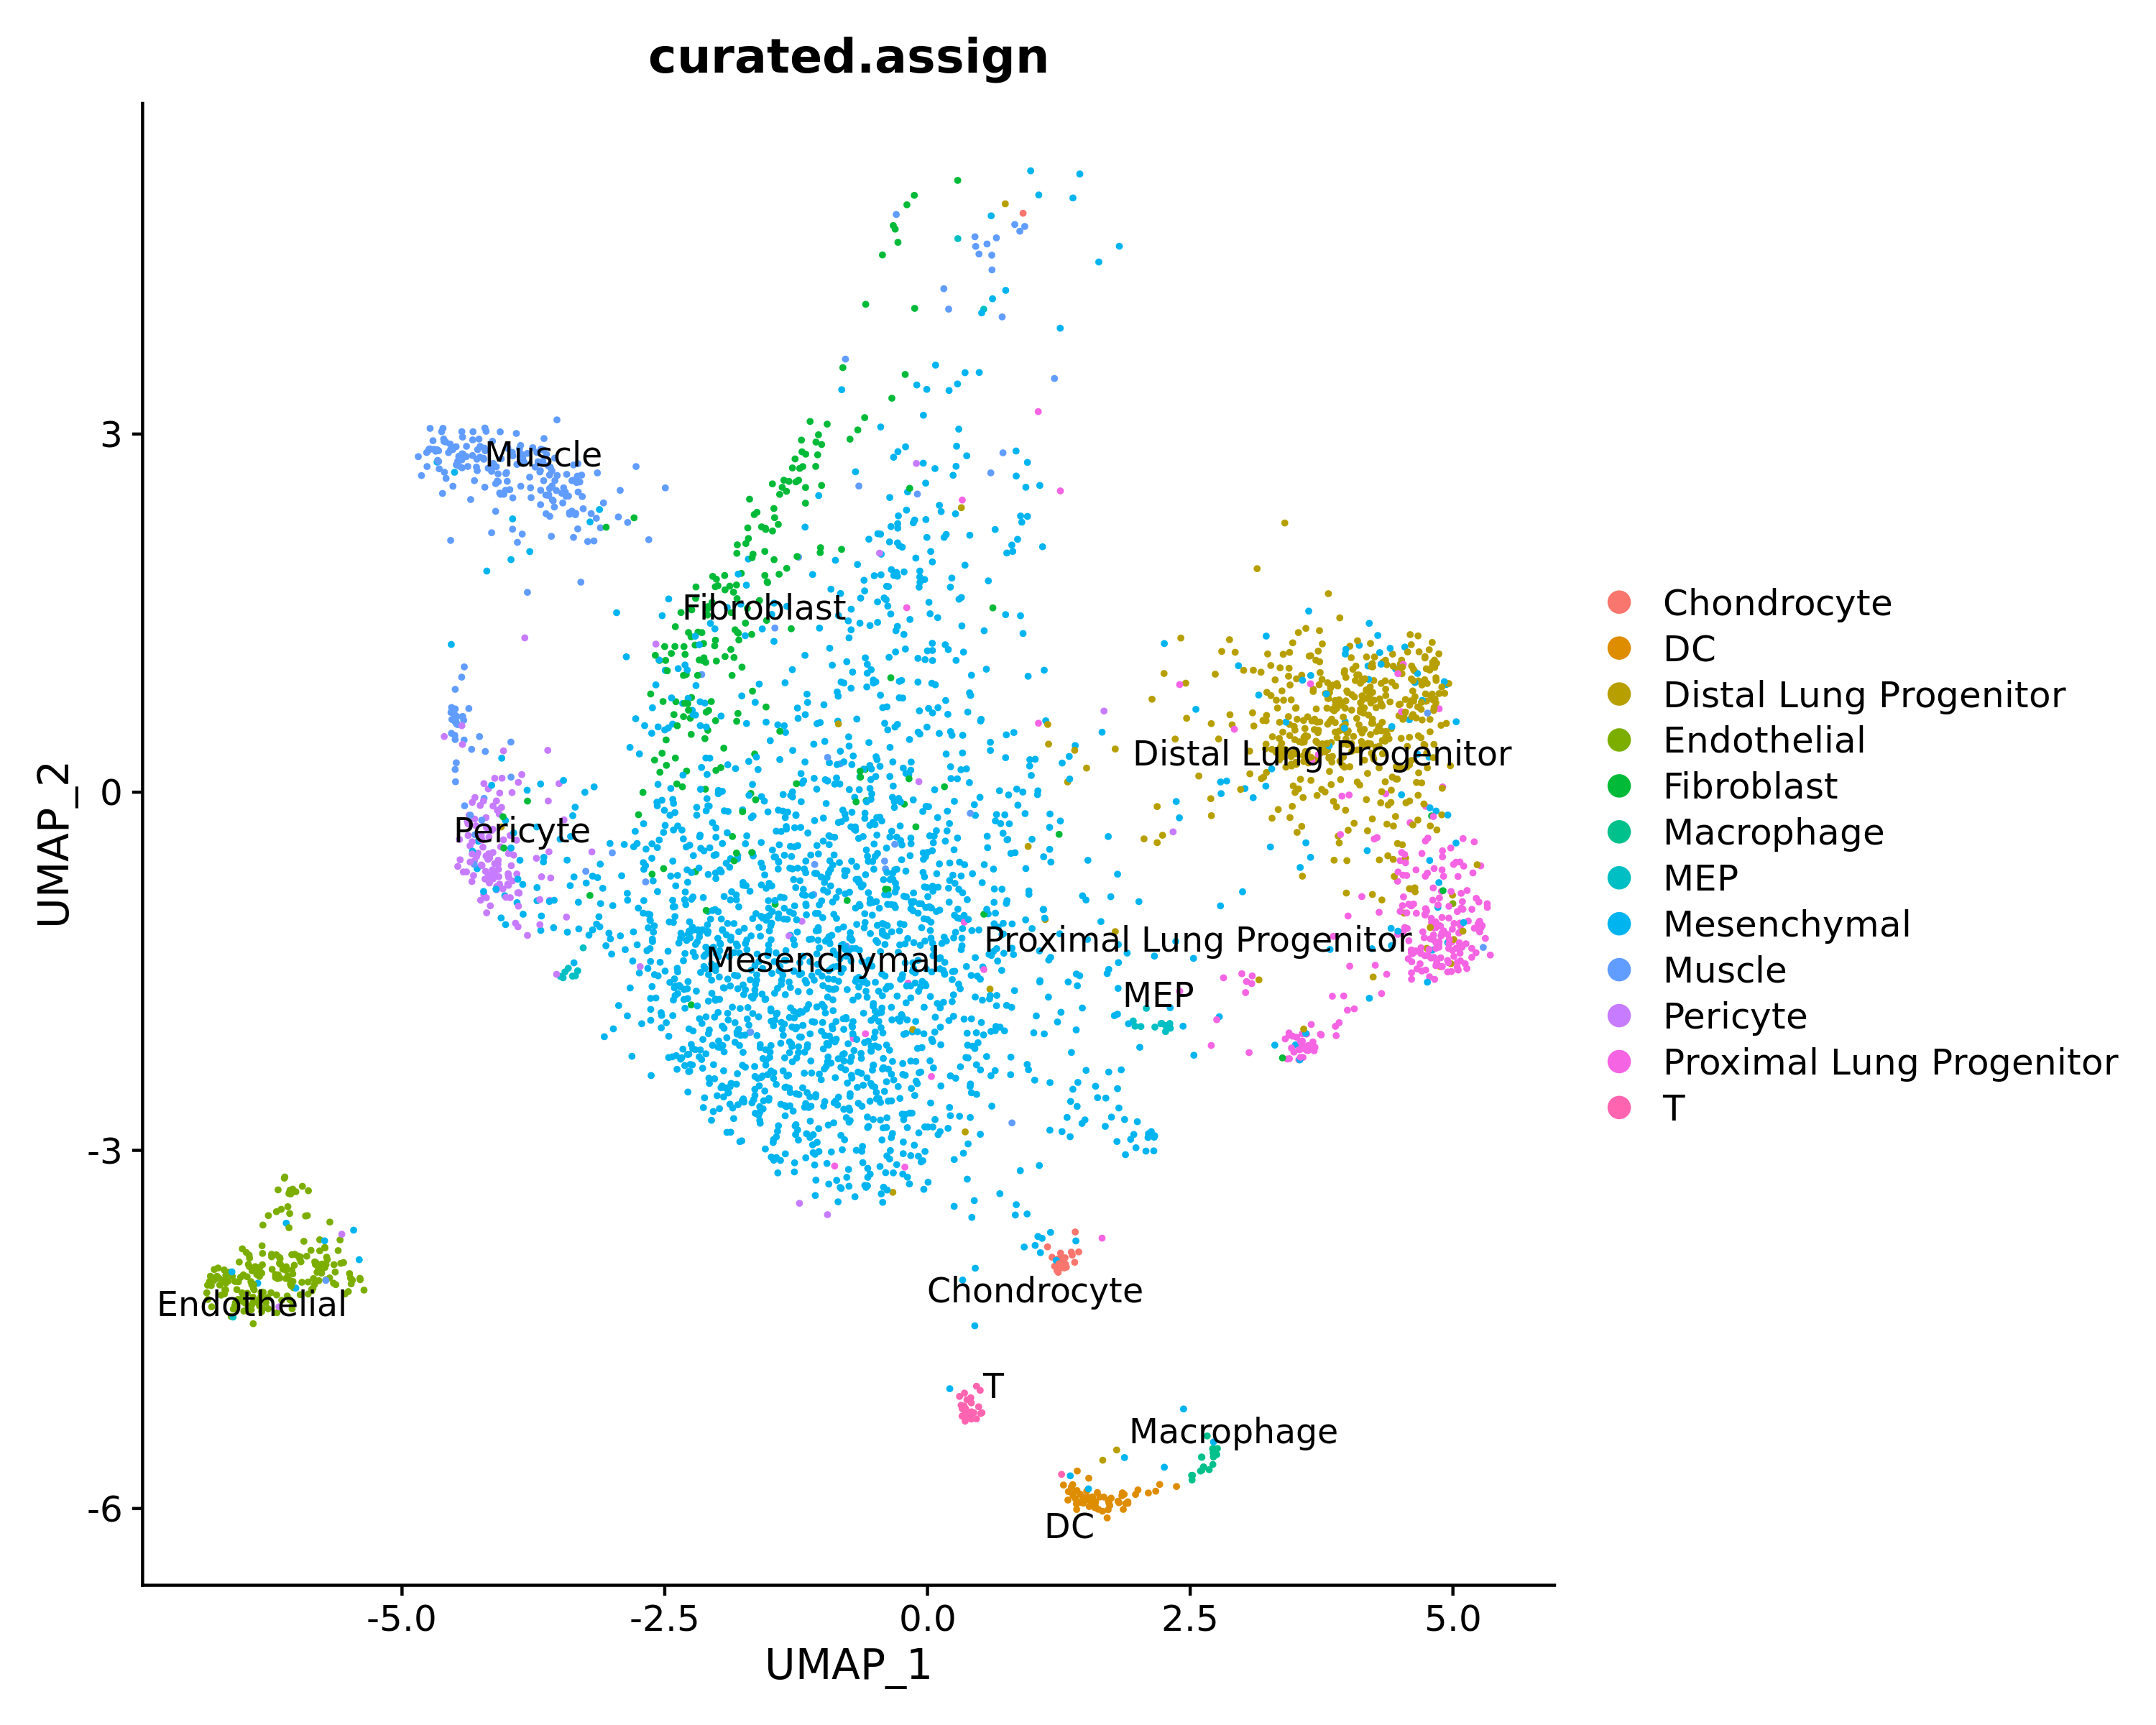 curated.assign
UMAP_2
3
0
-3
-6
Muscle
Fibroblast
Distal Lung Progenitor
Pericyte
Proximal Lung Progenitor
Mesenchymal
MEP
Chondrocyte
Endothelial
T
Macrophage
DC
-5.0
-2.5
0.0
2.5
5.0
UMAP_1
Chondrocyte
DC
Distal Lung Progenitor
Endothelial
Fibroblast
Macrophage
MEP
Mesenchymal
Muscle
Pericyte
Proximal Lung Progenitor
T